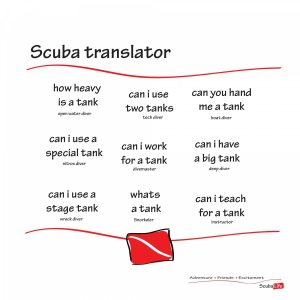 Scuba translator
how heavy
is a tank
open water diver
can i use
two tanks
tech diver
can you hand
me a tank
boat diver
can i use a
special tank
nitrox diver
can i work
for a tank
divemaster
can i have
a big tank
deep diver
can i use a
stage tank
wreck diver
whats
a tank
Snorkeler
can i teach
for a tank
instructor
Adventure • Friends • Excitement
ScubaLife